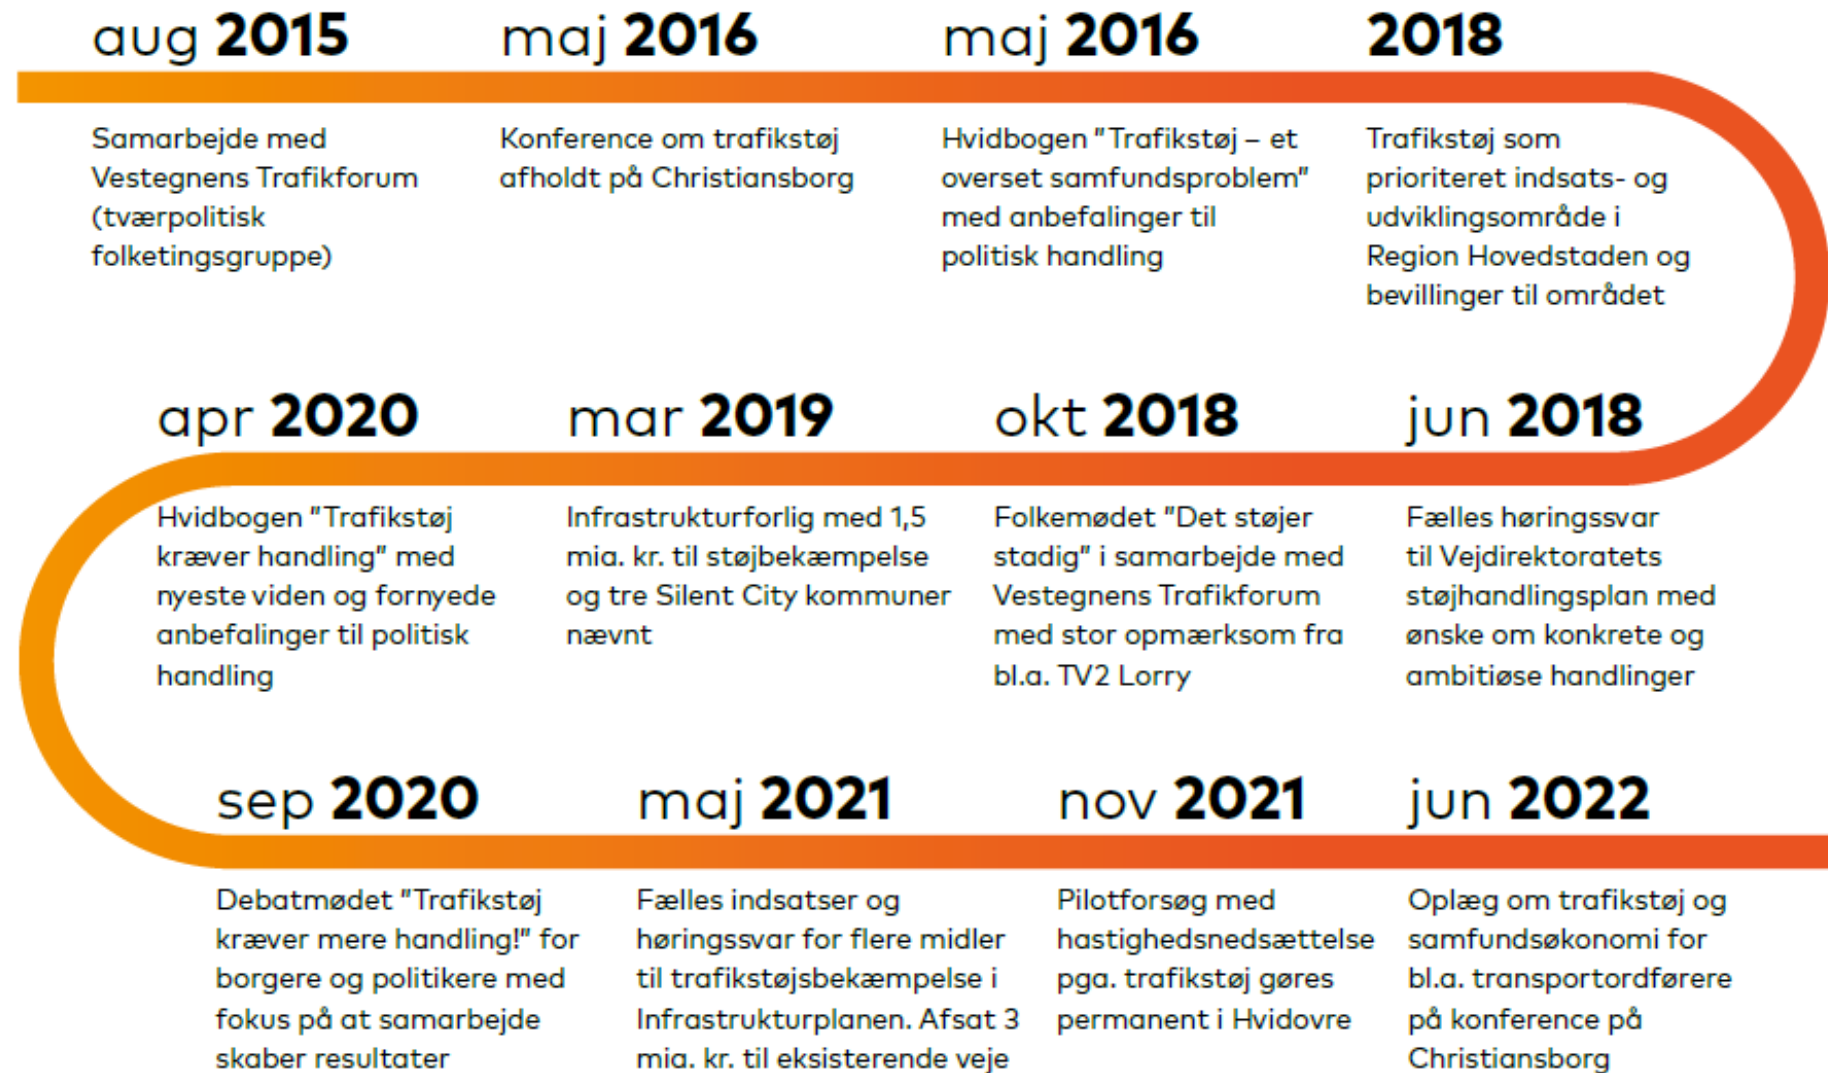 aug 2015
Samarbejde med
Vestegnens Trafikforum
(tværpolitisk
folketingsgruppe)
maj 2016
Konference om trafikstøj
afholdt på Christiansborg
maj 2016
Hvidbogen "Trafikstøj – et
overset samfundsproblem"
med anbefalinger til
politisk handling
2018
Trafikstøj som
prioriteret indsats- og
udviklingsområde i
Region Hovedstaden og
bevillinger til området
apr 2020
Hvidbogen "Trafikstøj
kræver handling" med
nyeste viden og fornyede
anbefalinger til politisk
handling
mar 2019
Infrastrukturforlig med 1,5
mia. kr. til støjbekæmpelse
og tre Silent City kommuner
nævnt
okt 2018
Folkemødet "Det støjer
stadig" i samarbejde med
Vestegnens Trafikforum
med stor opmærksom fra
bl.a. TV2 Lorry
jun 2018
Fælles høringssvar
til Vejdirektoratets
støjhandlingsplan med
ønske om konkrete og
ambitiøse handlinger
sep 2020
Debatmødet "Trafikstøj
kræver mere handling!" for
borgere og politikere med
fokus på at samarbejde
skaber resultater
maj 2021
Fælles indsatser og
høringssvar for flere midler
til trafikstøjsbekæmpelse i
Infrastrukturplanen. Afsat 3
mia. kr. til eksisterende veje
nov 2021
Pilotforsøg med
hastighedsnedsættelse
pga. trafikstøj gøres
permanent i Hvidovre
jun 2022
Oplæg om trafikstøj og
samfundsøkonomi for
bl.a. transportordførere
på konference på
Christiansborg